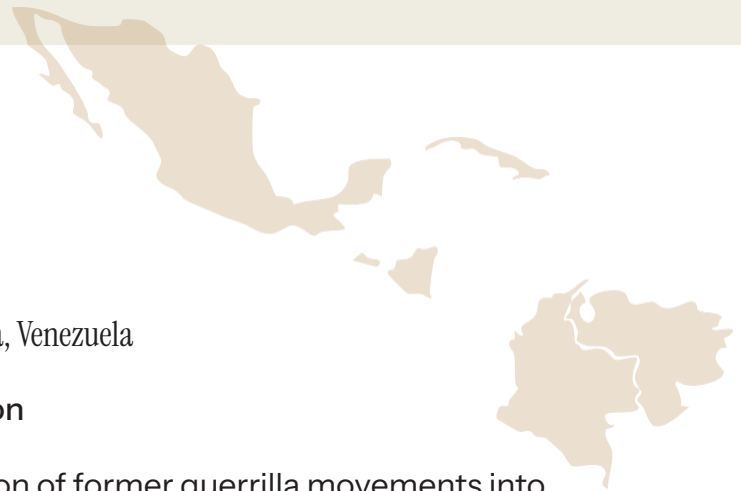 , Venezuela
on
on of former guerrilla movements into